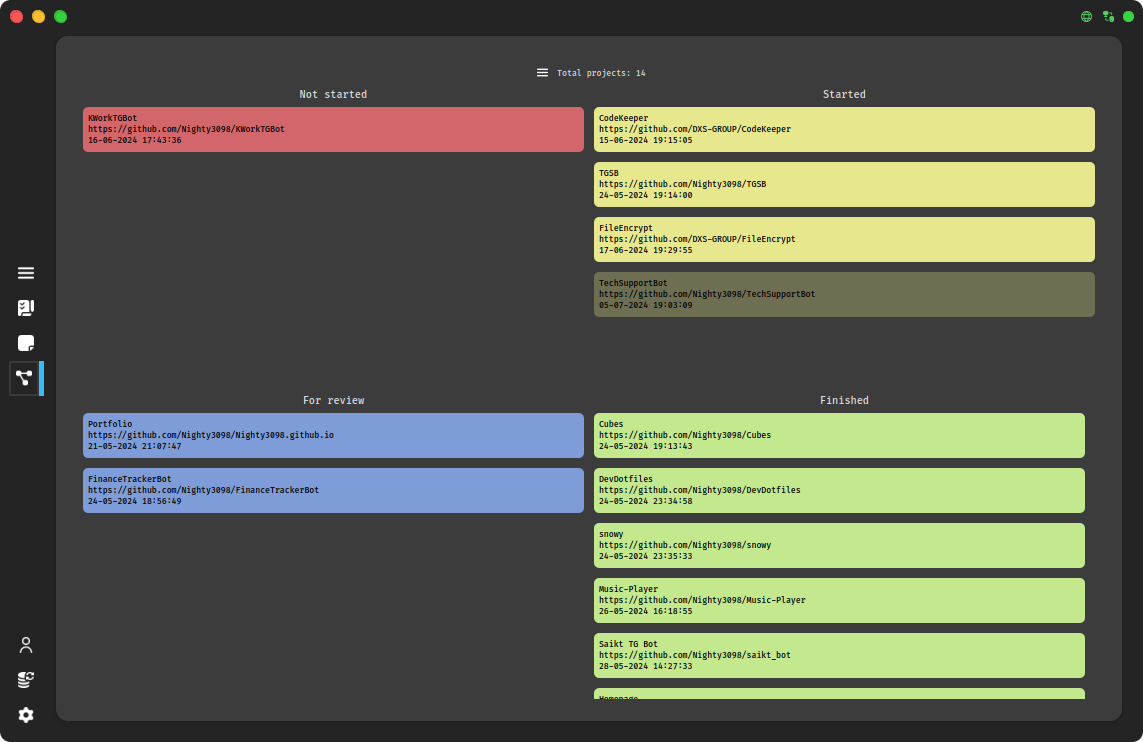 Total projects: 14
Not started
KWorkTGBot
https://github.com/Nighty3098/KWorkTGBot
16-06-2024 17:43:36
Started
CodeKeeper
https://github.com/DXS-GROUP/CodeKeeper
15-06-2024 19:15:05
TGSB
https://github.com/Nighty3098/TGSB
24-05-2024 19:14:00
FileEncrypt
https://github.com/DXS-GROUP/FileEncrypt
17-06-2024 19:29:55
TechSupportBot
https://github.com/Nighty3098/TechSupportBot
05-07-2024 19:03:09
For review
Portfolio
https://github.com/Nighty3098/Nighty3098.github.io
21-05-2024 21:07:47
FinanceTrackerBot
https://github.com/Nighty3098/FinanceTrackerBot
24-05-2024 18:56:49
Finished
Cubes
https://github.com/Nighty3098/Cubes
24-05-2024 19:13:43
DevDotfiles
https://github.com/Nighty3098/DevDotfiles
24-05-2024 23:34:58
snowy
https://github.com/Nighty3098/snowy
24-05-2024 23:35:33
Music-Player
https://github.com/Nighty3098/Music-Player
26-05-2024 16:18:55
Saikt TG Bot
https://github.com/Nighty3098/saikt_bot
28-05-2024 14:27:33
Homepage